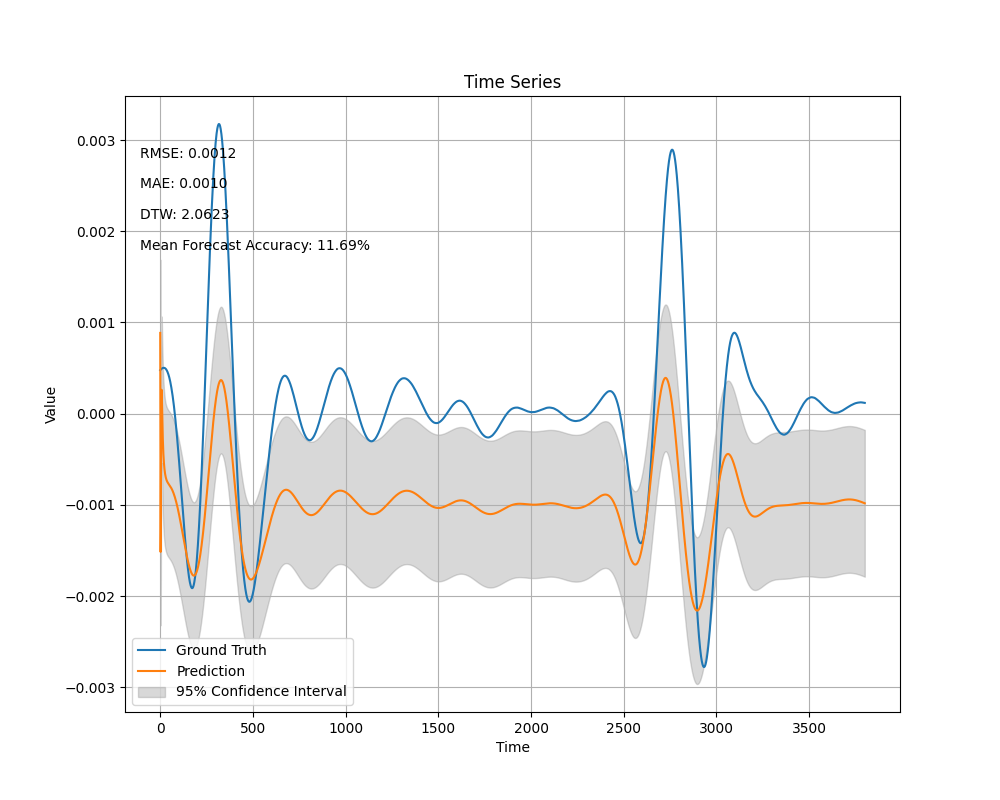 Time Series
RMSE: 0.0012
MAE: 0.0010
DTW: 2.0623
Mean Forecast Accuracy: 11.69%
0.003
0.002
0.001
0.000
−0.001
−0.002
−0.003
Value
Ground Truth
Prediction
95% Confidence Interval
0 500 1000 1500 2000 2500 3000 3500
Time